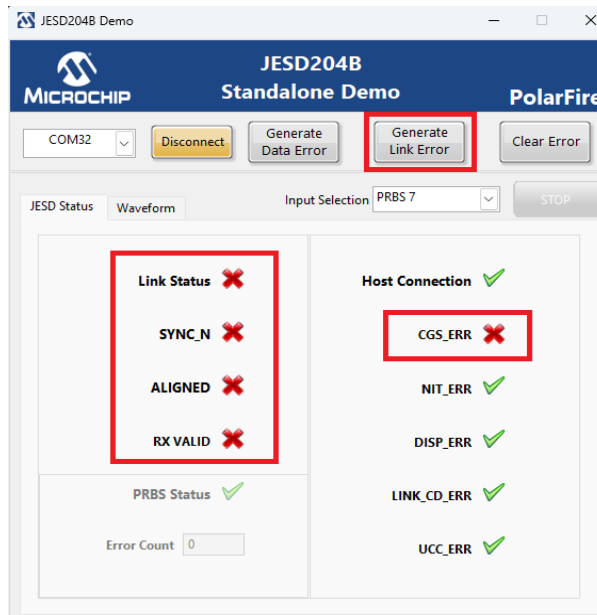 JESD204B Demo
MICROCHIP
JESD204B
Standalone Demo
PolarFire
COM32
Disconnect
Generate
Data Error
Generate
Link Error
Clear Error
JESD Status
Waveform
Input Selection
PRBS 7
STOP
Link Status
Host Connection
SYNC_N
CGS_ERR
ALIGNED
NIT_ERR
RX VALID
DISP_ERR
PRBS Status
LINK_CD_ERR
Error Count
0
UCC_ERR